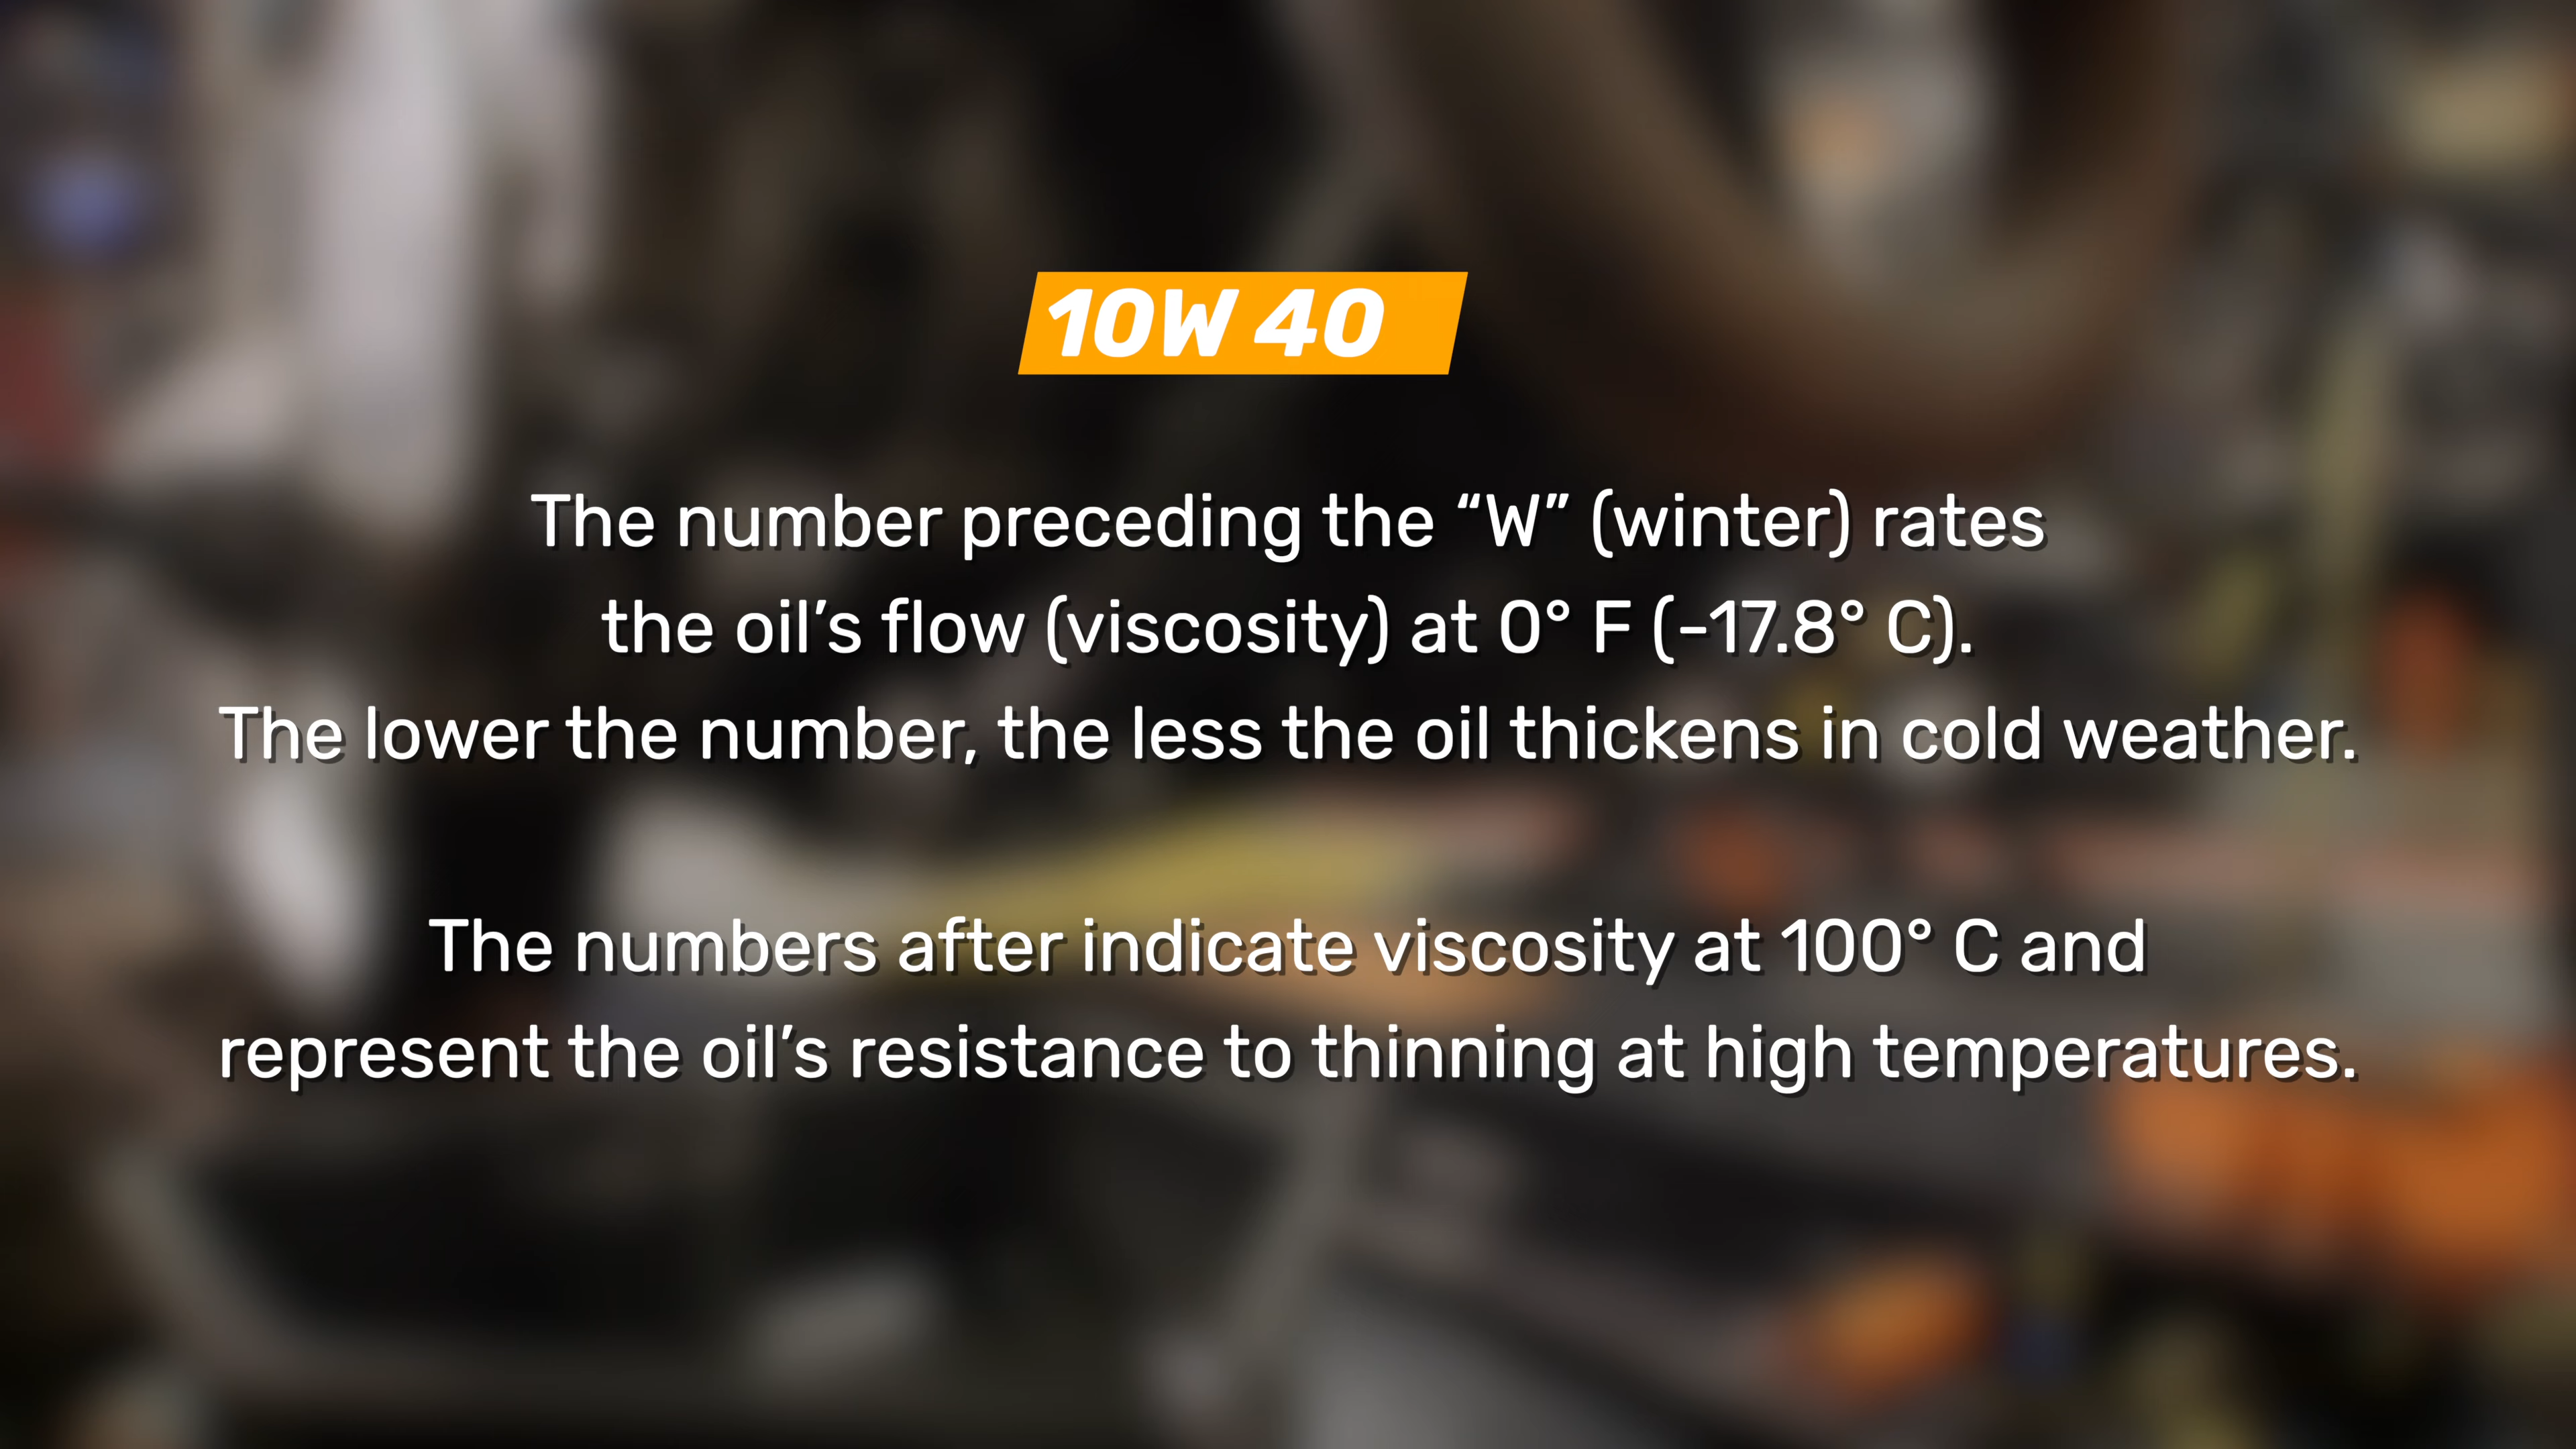 10W 40
The number preceding the “W” (winter) rates
the oil’s flow (viscosity) at 0° F (-17.8° C).
The lower the number, the less the oil thickens in cold weather.
The numbers after indicate viscosity at 100° C and
represent the oil’s resistance to thinning at high temperatures.